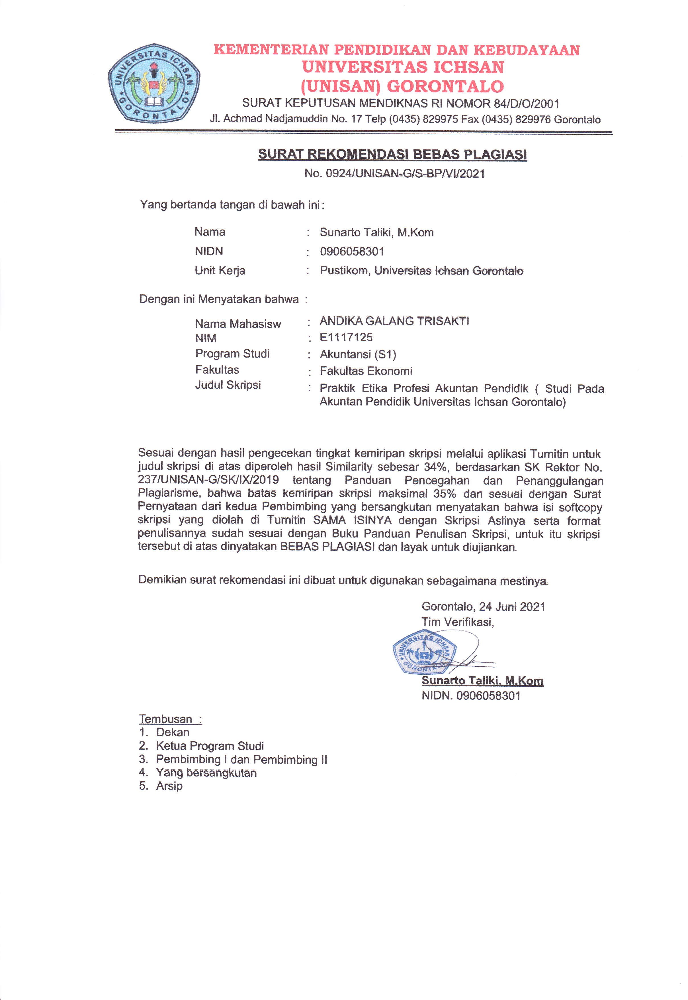 UNIVERSITAS ICHSAN
GORONTALO
KEMENTERIAN PENDIDIKAN DAN KEBUDAYAAN
UNIVERSITAS ICHSAN
(UNISAN) GORONTALO
SURAT KEPUTUSAN MENDIKNAS RI NOMOR 84/D/O/2001
Jl. Achmad Nadjamuddin No. 17 Telp (0435) 829975 Fax (0435) 829976 Gorontalo
SURAT REKOMENDASI BEBAS PLAGIASI
No. 0924/UNISAN-G/S-BP/VI/2021
Yang bertanda tangan di bawah ini :
Nama : Sunarto Taliki, M.Kom
NIDN : 0906058301
Unit Kerja : Pustikom, Universitas Ichsan Gorontalo
Dengan ini Menyatakan bahwa :
Nama Mahasisw : ANDIKA GALANG TRISAKTI
NIM : E1117125
Program Studi : Akuntansi (S1)
Fakultas : Fakultas Ekonomi
Judul Skripsi : Praktik Etika Profesi Akuntan Pendidik ( Studi Pada
Akuntan Pendidik Universitas Ichsan Gorontalo)
Sesuai dengan hasil pengecekan tingkat kemiripan skripsi melalui aplikasi Turnitin untuk
judul skripsi di atas diperoleh hasil Similarity sebesar 34%, berdasarkan SK Rektor No.
237/UNISAN-G/SK/IX/2019 tentang Panduan Pencegahan dan Penanggulangan
Plagiarisme, bahwa batas kemiripan skripsi maksimal 35% dan sesuai dengan Surat
Pernyataan dari kedua Pembimbing yang bersangkutan menyatakan bahwa isi softcopy
skripsi yang diolah di Turnitin SAMA ISINYA dengan Skripsi Aslinya serta format
penulisannya sudah sesuai dengan Buku Panduan Penulisan Skripsi, untuk itu skripsi
tersebut di atas dinyatakan BEBAS PLAGIASI dan layak untuk diujiankan.
Demikian surat rekomendasi ini dibuat untuk digunakan sebagaimana mestinya.
Gorontalo, 24 Juni 2021
Tim Verifikasi,
UNIVERSITAS ICHSAN
GORONTALO
Sunarto Taliki, M.Kom
NIDN. 0906058301
Tembusan :
1. Dekan
2. Ketua Program Studi
3. Pembimbing I dan Pembimbing II
4. Yang bersangkutan
5. Arsip